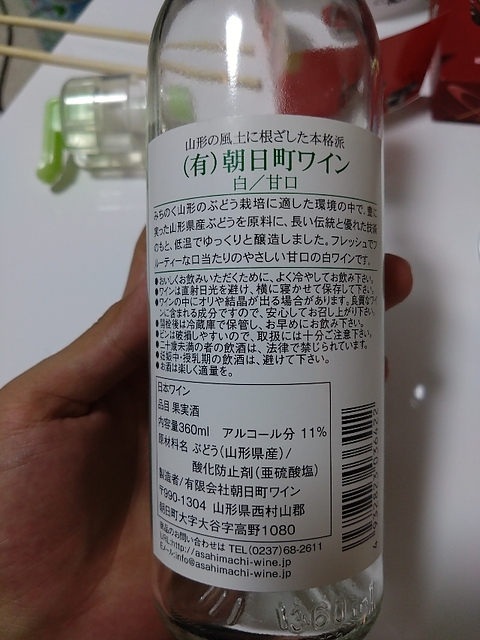 山形の風土に根ざした本格派
(有)朝日町ワイン
白/甘口
みちのく山形のぶどう栽培に適した環境の中で、豊に
実った山形県産ぶどうを原料に、長い伝統と優れた技術
のもと、低温でゆっくりと醸造しました。フレッシュでフ
ルーティーな口当たりのやさしい甘口の白ワインです。
●おいしくお飲みいただくために、よく冷やしてお飲み下さい。
●ワインは直射日光を避け、横に寝かせて保存して下さい。
●ワインの中にオリや結晶が出る場合があります。良質なワイ
ンに含まれる成分ですので、安心してお召し上がり下さい。
●開栓後は冷蔵庫で保管し、お早めにお飲み下さい。
●ビンは破損しやすいので、取扱には十分ご注意下さい。
●二十歳未満の者の飲酒は、法律で禁じられています。
●妊娠中・授乳期の飲酒は、避けて下さい。
●お酒は楽しく適量を。
日本ワイン
品目 果実酒
内容量360ml アルコール分 11%
原材料名 ぶどう(山形県産)/
酸化防止剤(亜硫酸塩)
製造者/有限会社朝日町ワイン
〒990-1304 山形県西村山郡
朝日町大字大谷字高野1080
商品のお問い合わせは TEL(0237)68-2611
URL:http://asahimachi-wine.jp
Eメール:info@asahimachi-wine.jp
360ml